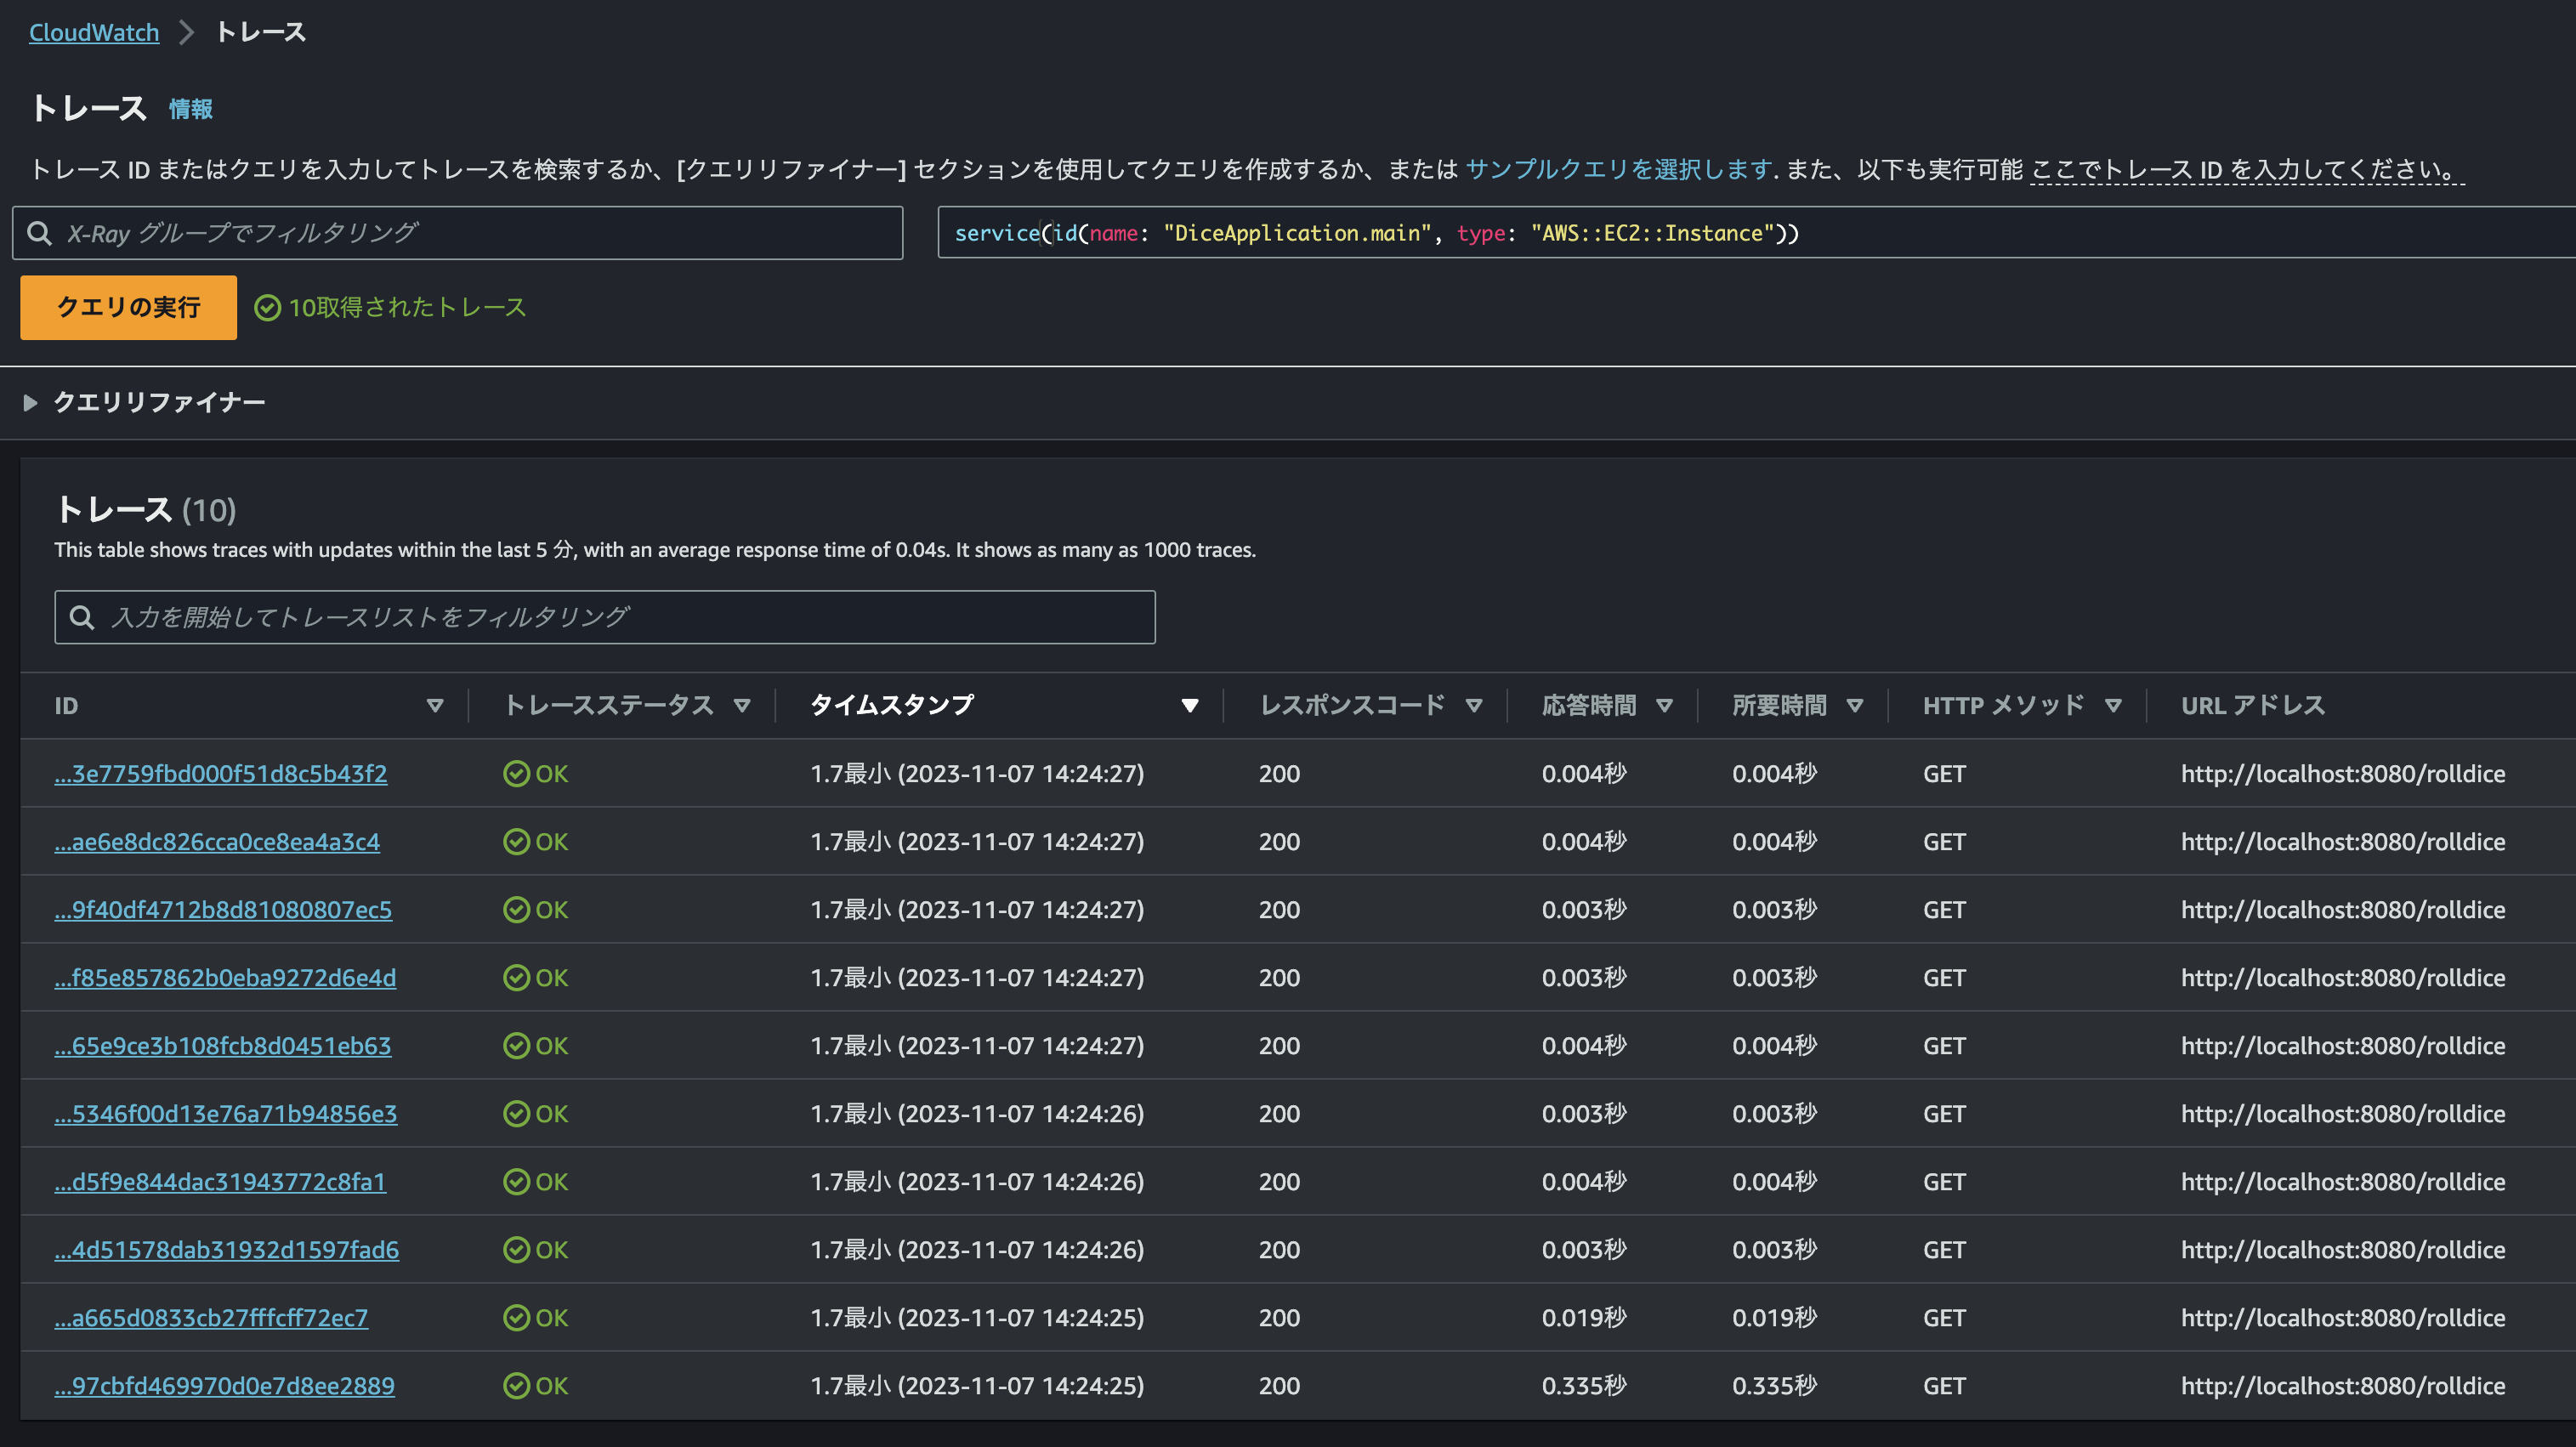 CloudWatch > トレース
トレース 情報
トレース ID またはクエリを入力してトレースを検索するか、[クエリリファイナー] セクションを使用してクエリを作成するか、または サンプルクエリを選択します. また、以下も実行可能 ここでトレース ID を入力してください。
X-Ray グループでフィルタリング
service(id(name: "DiceApplication.main", type: "AWS::EC2::Instance"))
クエリの実行 10取得されたトレース
クエリリファイナー
トレース (10)
This table shows traces with updates within the last 5 分, with an average response time of 0.04s. It shows as many as 1000 traces.
入力を開始してトレースリストをフィルタリング
ID トレースステータス タイムスタンプ レスポンスコード 応答時間 所要時間 HTTP メソッド URL アドレス
...3e7759fbd000f51d8c5b43f2 OK 1.7最小 (2023-11-07 14:24:27) 200 0.004秒 0.004秒 GET http://localhost:8080/rolldice
...ae6e8dc826cca0ce8ea4a3c4 OK 1.7最小 (2023-11-07 14:24:27) 200 0.004秒 0.004秒 GET http://localhost:8080/rolldice
...9f40df4712b8d81080807ec5 OK 1.7最小 (2023-11-07 14:24:27) 200 0.003秒 0.003秒 GET http://localhost:8080/rolldice
...f85e857862b0eba9272d6e4d OK 1.7最小 (2023-11-07 14:24:27) 200 0.003秒 0.003秒 GET http://localhost:8080/rolldice
...65e9ce3b108fcb8d0451eb63 OK 1.7最小 (2023-11-07 14:24:27) 200 0.004秒 0.004秒 GET http://localhost:8080/rolldice
...5346f00d13e76a71b94856e3 OK 1.7最小 (2023-11-07 14:24:26) 200 0.003秒 0.003秒 GET http://localhost:8080/rolldice
...d5f9e844dac31943772c8fa1 OK 1.7最小 (2023-11-07 14:24:26) 200 0.004秒 0.004秒 GET http://localhost:8080/rolldice
...4d51578dab31932d1597fad6 OK 1.7最小 (2023-11-07 14:24:26) 200 0.003秒 0.003秒 GET http://localhost:8080/rolldice
...a665d0833cb27fffcff72ec7 OK 1.7最小 (2023-11-07 14:24:25) 200 0.019秒 0.019秒 GET http://localhost:8080/rolldice
...97cbfd469970d0e7d8ee2889 OK 1.7最小 (2023-11-07 14:24:25) 200 0.335秒 0.335秒 GET http://localhost:8080/rolldice